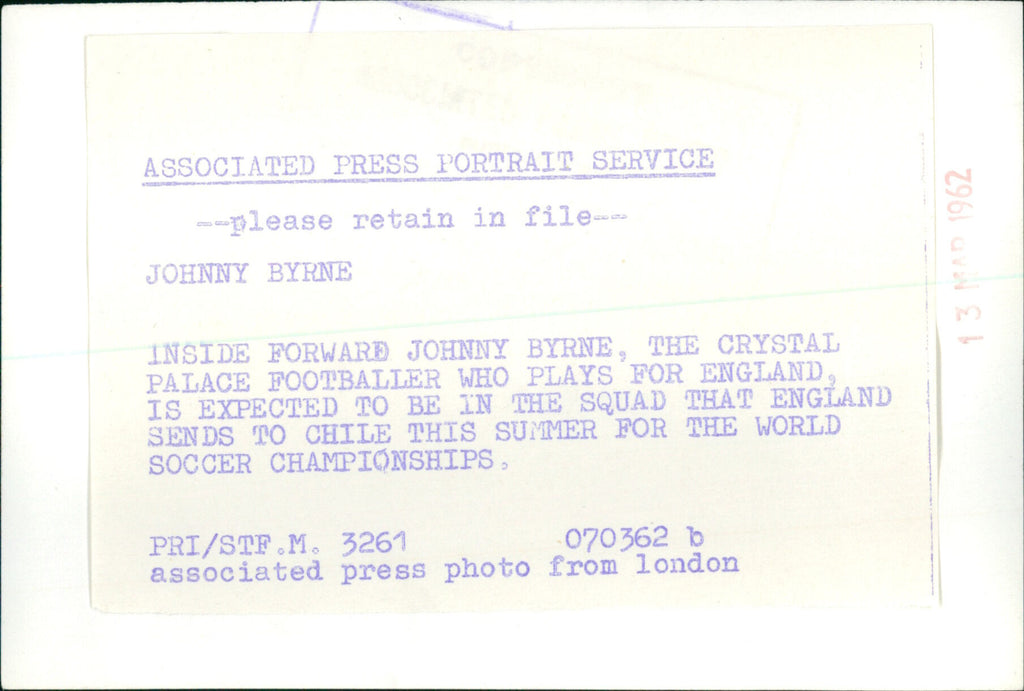 ASSOCIATED PRESS PORTRAIT SERVICE
--please retain in file--
JOHNNY BYRNE
INSIDE FORWARD JOHNNY BYRNE, THE CRYSTAL
PALACE FOOTBALLER WHO PLAYS FOR ENGLAND,
IS EXPECTED TO BE IN THE SQUAD THAT ENGLAND
SENDS TO CHILE THIS SUMMER FOR THE WORLD
SOCCER CHAMPIONSHIPS.
PRI/STF.M. 3261 070362 b
associated press photo from london
13 MAR 1962